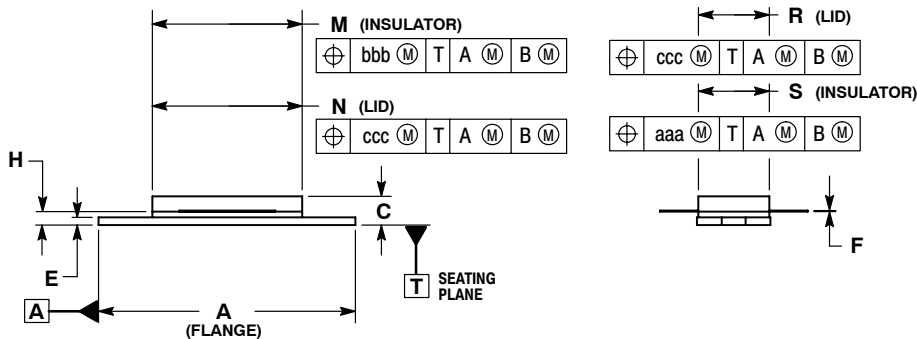 M (INSULATOR)
⌖ bbb Ⓜ T A Ⓜ B Ⓜ
N (LID)
⌖ ccc Ⓜ T A Ⓜ B Ⓜ
R (LID)
⌖ ccc Ⓜ T A Ⓜ B Ⓜ
S (INSULATOR)
⌖ aaa Ⓜ T A Ⓜ B Ⓜ
H
C
E
F
T SEATING
PLANE
A
A
(FLANGE)